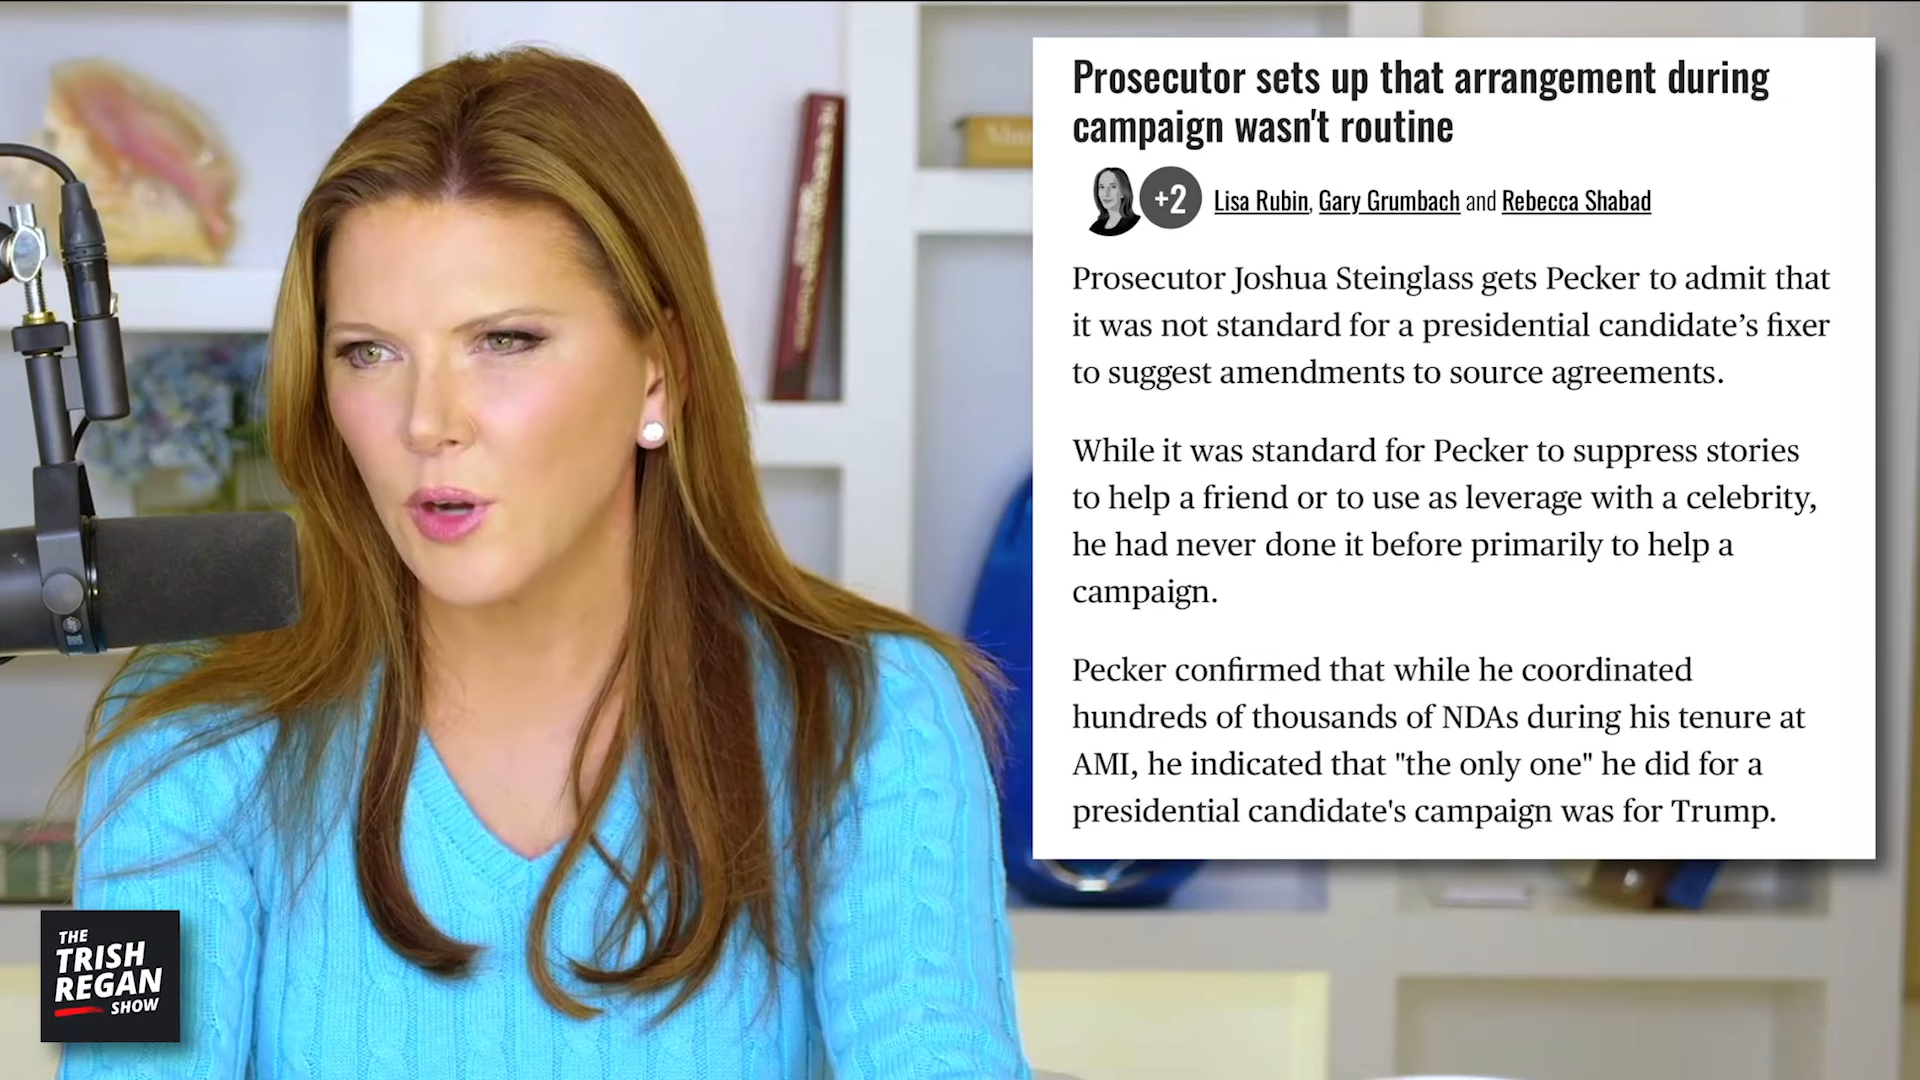 Prosecutor sets up that arrangement during
campaign wasn't routine
+2
Lisa Rubin, Gary Grumbach and Rebecca Shabad
Prosecutor Joshua Steinglass gets Pecker to admit that
it was not standard for a presidential candidate’s fixer
to suggest amendments to source agreements.
While it was standard for Pecker to suppress stories
to help a friend or to use as leverage with a celebrity,
he had never done it before primarily to help a
campaign.
Pecker confirmed that while he coordinated
hundreds of thousands of NDAs during his tenure at
AMI, he indicated that "the only one" he did for a
presidential candidate's campaign was for Trump.
THE
TRISH
REGAN
SHOW